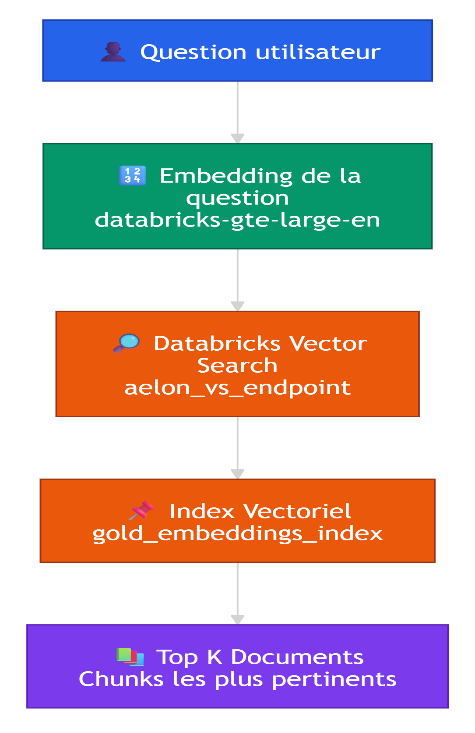 👤 Question utilisateur
🔢 Embedding de la
question
databricks-gte-large-en
🔎 Databricks Vector
Search
aelon_vs_endpoint
📌 Index Vectoriel
gold_embeddings_index
📚 Top K Documents
Chunks les plus pertinents